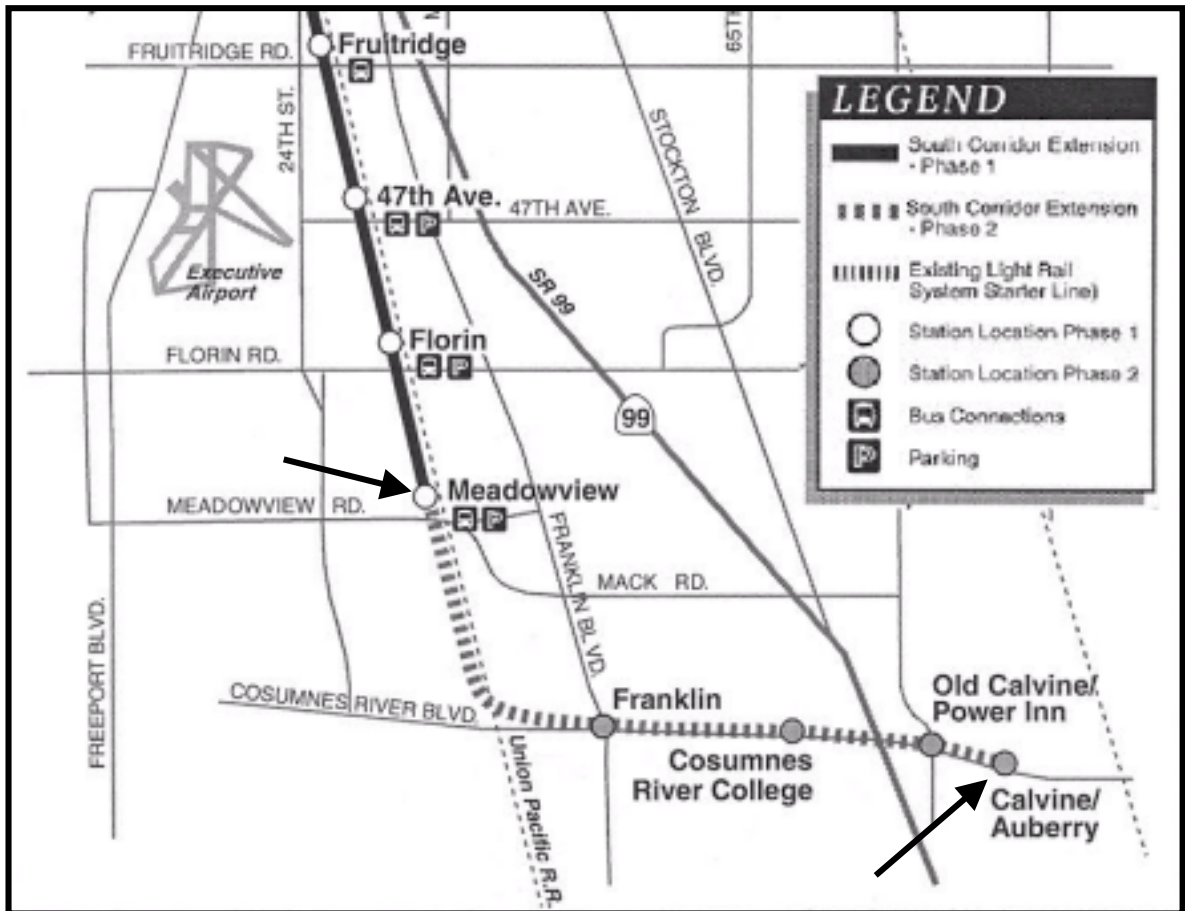 FRUITRIDGE RD.
Fruitridge
65TH
24TH ST.
STOCKTON BLVD.
47th Ave.
47TH AVE.
Executive
Airport
SR 99
Florin
FLORIN RD.
99
Meadowview
MEADOWVIEW RD.
FRANKLIN BLVD.
MACK RD.
FREEPORT BLVD.
COSUMNES RIVER BLVD.
Franklin
Old Calvine/
Power Inn
Cosumnes
River College
Calvine/
Auberry
Union Pacific R.R.
LEGEND
South Corridor Extension
- Phase 1
South Corridor Extension
- Phase 2
Existing Light Rail
System Starter Line)
Station Location Phase 1
Station Location Phase 2
Bus Connections
P Parking
P
P
P